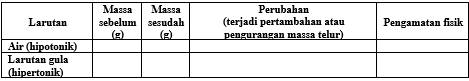 Larutan
Massa
sebelum
(g)
Massa
sesudah
(g)
Perubahan
(terjadi pertambahan atau
pengurangan massa telur)
Pengamatan fisik
Air (hipotonik)
Larutan gula
(hipertonik)